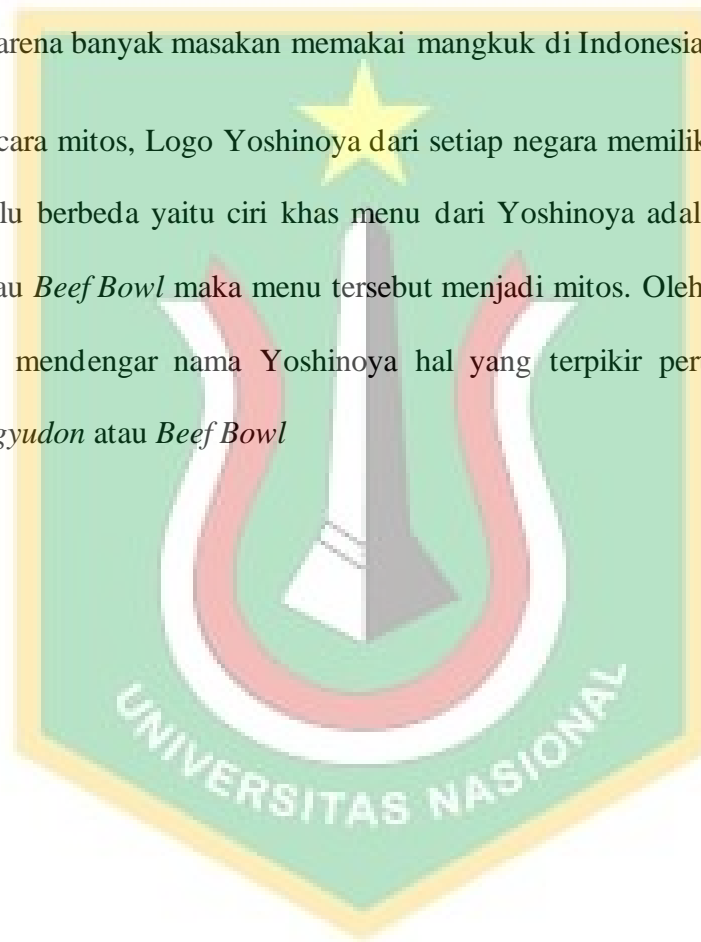 arena banyak masakan memakai mangkuk di Indonesia
cara mitos, Logo Yoshinoya dari setiap negara memilik
lu berbeda yaitu ciri khas menu dari Yoshinoya adal
au Beef Bowl maka menu tersebut menjadi mitos. Oleh
mendengar nama Yoshinoya hal yang terpikir per
gyudon atau Beef Bowl
UNIVERSITAS NASIONAL